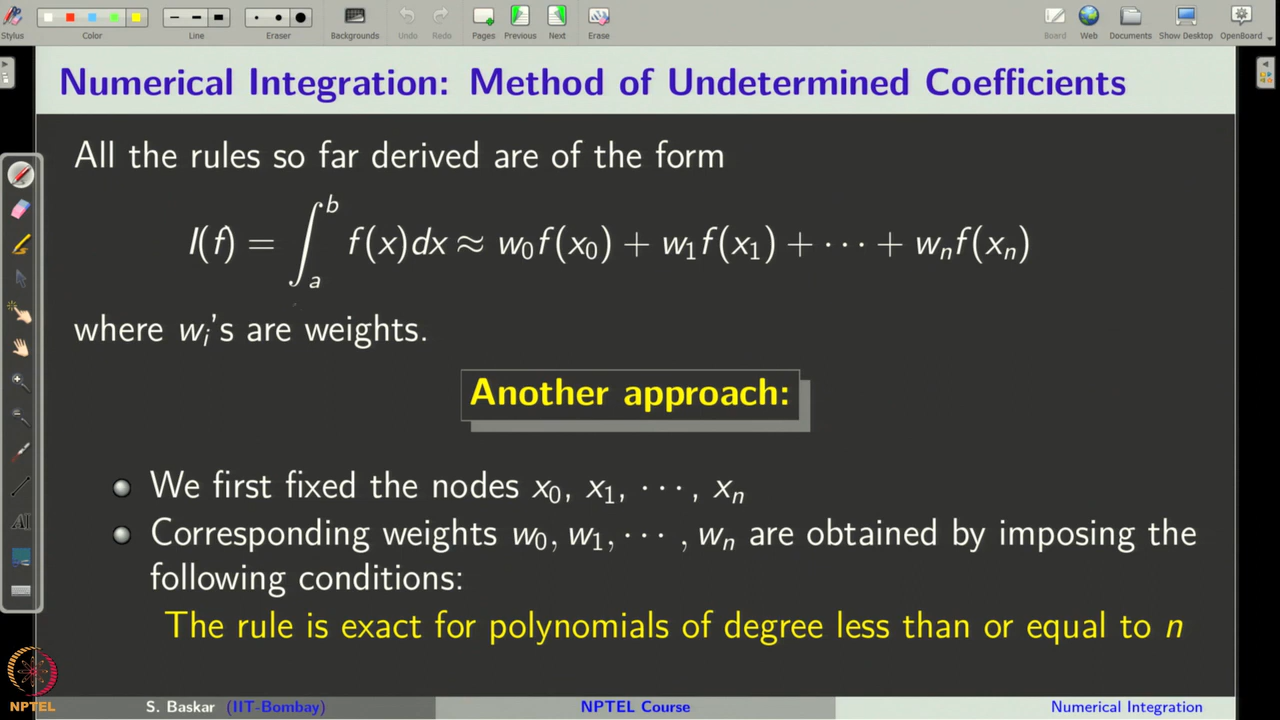 Stylus Color Line Eraser Backgrounds Undo Redo Pages Previous Next Erase Board Web Documents Show Desktop OpenBoard
Numerical Integration: Method of Undetermined Coefficients
All the rules so far derived are of the form
I(f) = ∫_a^b f(x)dx ≈ w₀f(x₀) + w₁f(x₁) + ··· + wₙf(xₙ)
where wᵢ's are weights.
Another approach:
We first fixed the nodes x₀, x₁, ···, xₙ
Corresponding weights w₀, w₁, ··· , wₙ are obtained by imposing the
following conditions:
The rule is exact for polynomials of degree less than or equal to n
NPTEL
S. Baskar (IIT-Bombay) NPTEL Course Numerical Integration